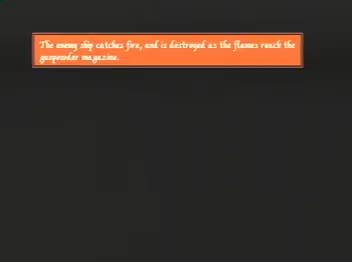 The enemy ship catches fire, and is destroyed as the flames reach the
gunpowder magazine.